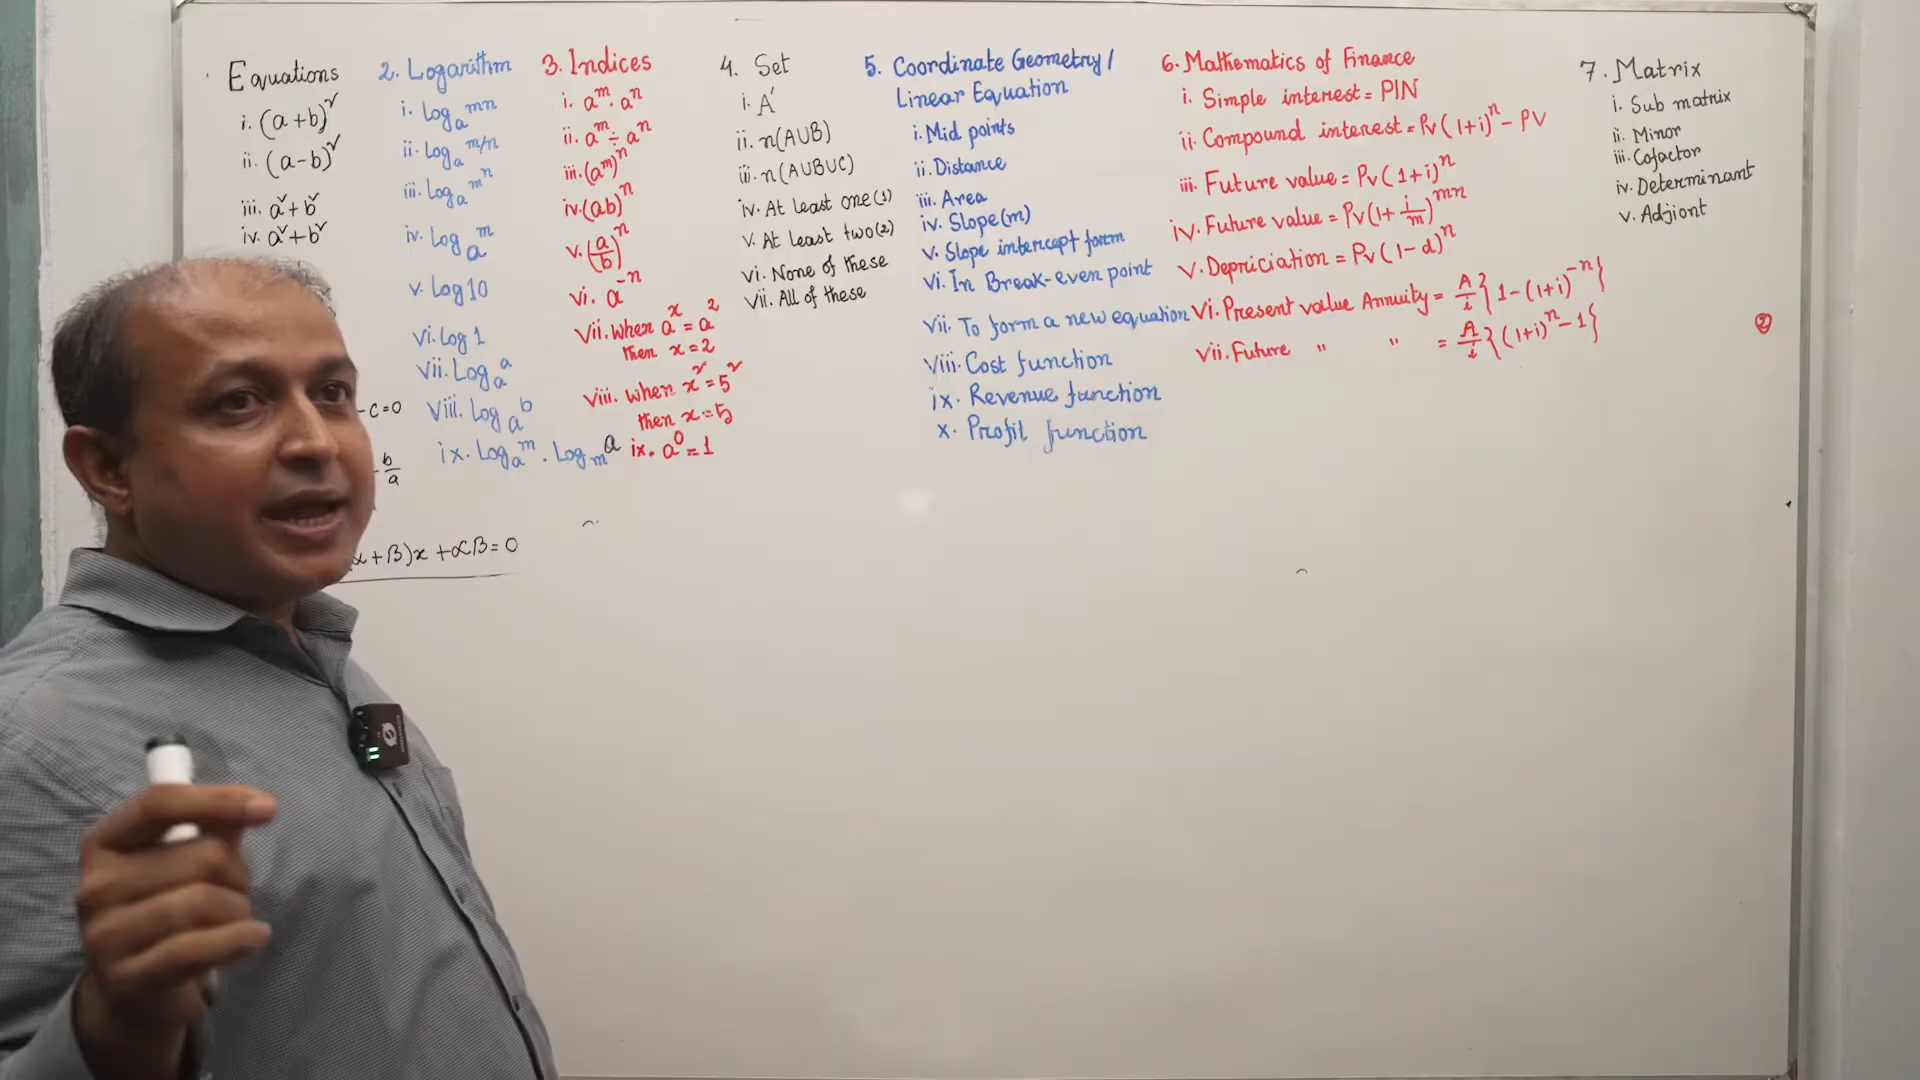 Equations
i. (a+b)²
ii. (a-b)²
iii. a²+b²
iv. a²+b²
-c=0
-b/a
α+β)x +αβ=0
2. Logarithm
i. Log_a mn
ii. Log_a m/n
iii. Log_a m^n
iv. Log_a m
v. Log 10
vi. Log 1
vii. Log_a a
viii. Log_a b
ix. Log_a m . Log_m a
3. Indices
i. a^m . a^n
ii. a^m ÷ a^n
iii. (a^m)^n
iv. (ab)^n
v. (a/b)^n
vi. a^-n
vii. when a^x = a^2
then x=2
viii. when x² = 5²
then x=5
ix. a^0 = 1
4. Set
i. A'
ii. n(AUB)
iii. n(AUBUC)
iv. At least one(1)
v. At least two(2)
vi. None of these
vii. All of these
5. Coordinate Geometry/
Linear Equation
i. Mid points
ii. Distance
iii. Area
iv. Slope(m)
v. Slope intercept form
vi. In Break-even point
vii. To form a new equation
viii. Cost function
ix. Revenue function
x. Profit function
6. Mathematics of Finance
i. Simple interest = PIN
ii. Compound interest = Pv(1+i)^n - PV
iii. Future value = Pv(1+i)^n
iv. Future value = Pv(1+i/m)^mn
v. Depriciation = Pv(1-d)^n
vi. Present value Annuity = A/i{1-(1+i)^-n}
vii. Future " " = A/i{(1+i)^n - 1}
7. Matrix
i. Sub matrix
ii. Minor
iii. Cofactor
iv. Determinant
v. Adjiont
②